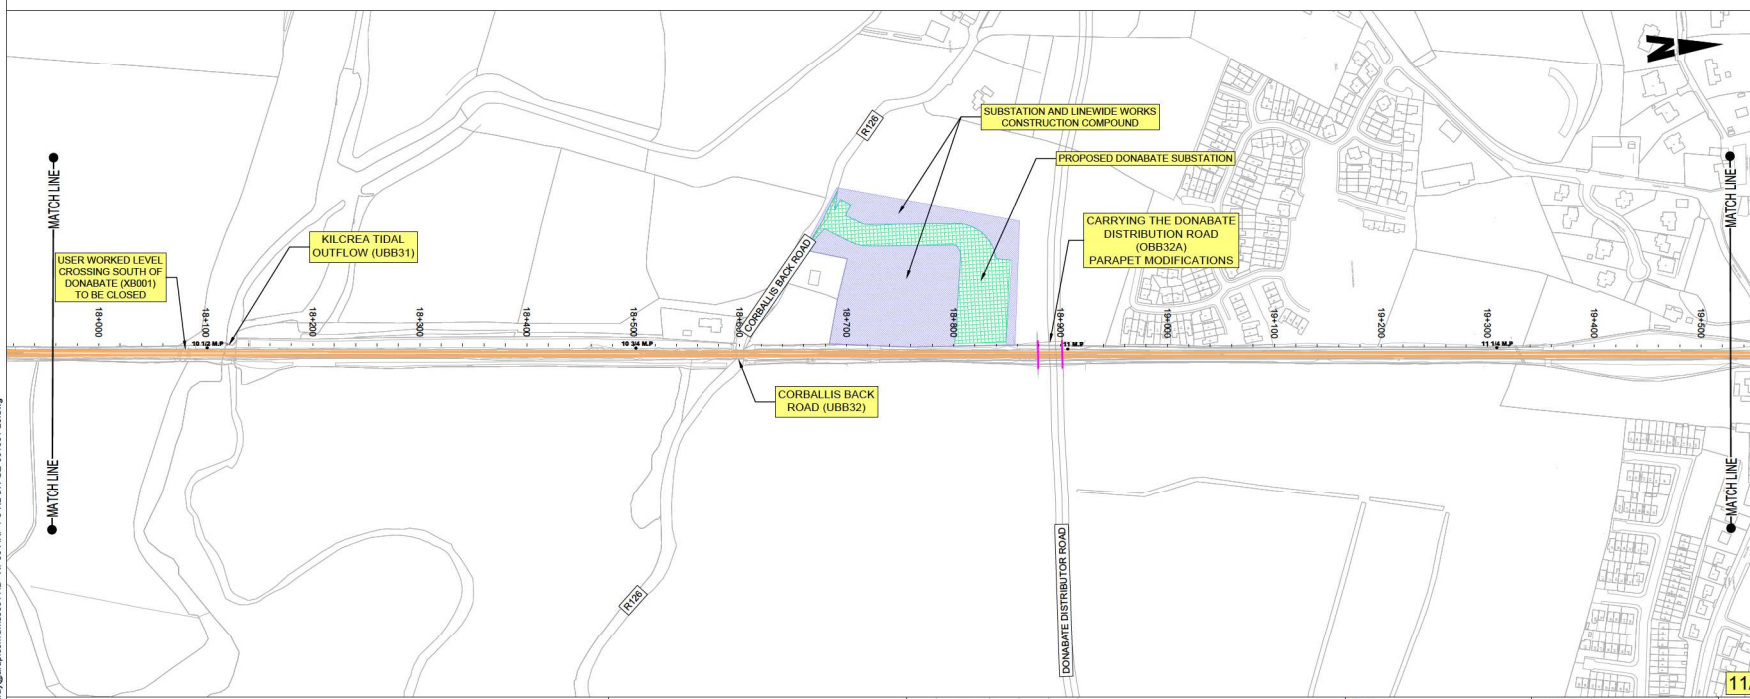 N
R126
SUBSTATION AND LINEWIDE WORKS
CONSTRUCTION COMPOUND
PROPOSED DONABATE SUBSTATION
MATCH LINE
MATCH LINE
CARRYING THE DONABATE
DISTRIBUTION ROAD
(OBB32A)
PARAPET MODIFICATIONS
KILCREA TIDAL
OUTFLOW (UBB31)
USER WORKED LEVEL
CROSSING SOUTH OF
DONABATE (XB001)
TO BE CLOSED
CORBALLIS BACK ROAD
18+000
18+100
18+200
18+300
18+400
18+500
18+600
18+700
18+800
18+900
19+000
19+100
19+200
19+300
19+400
19+500
10 1/2 M.P
10 3/4 M.P
11 M.P
11 1/4 M.P
CORBALLIS BACK
ROAD (UBB32)
MATCH LINE
MATCH LINE
R126
DONABATE DISTRIBUTOR ROAD